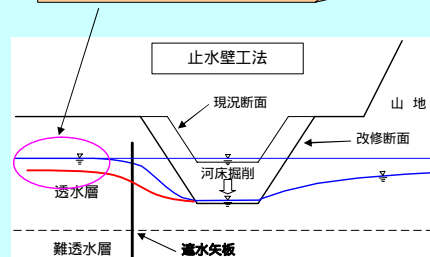 止水壁工法
現況断面
山 地
改修断面
河床掘削
透水層
難透水層
遮水矢板